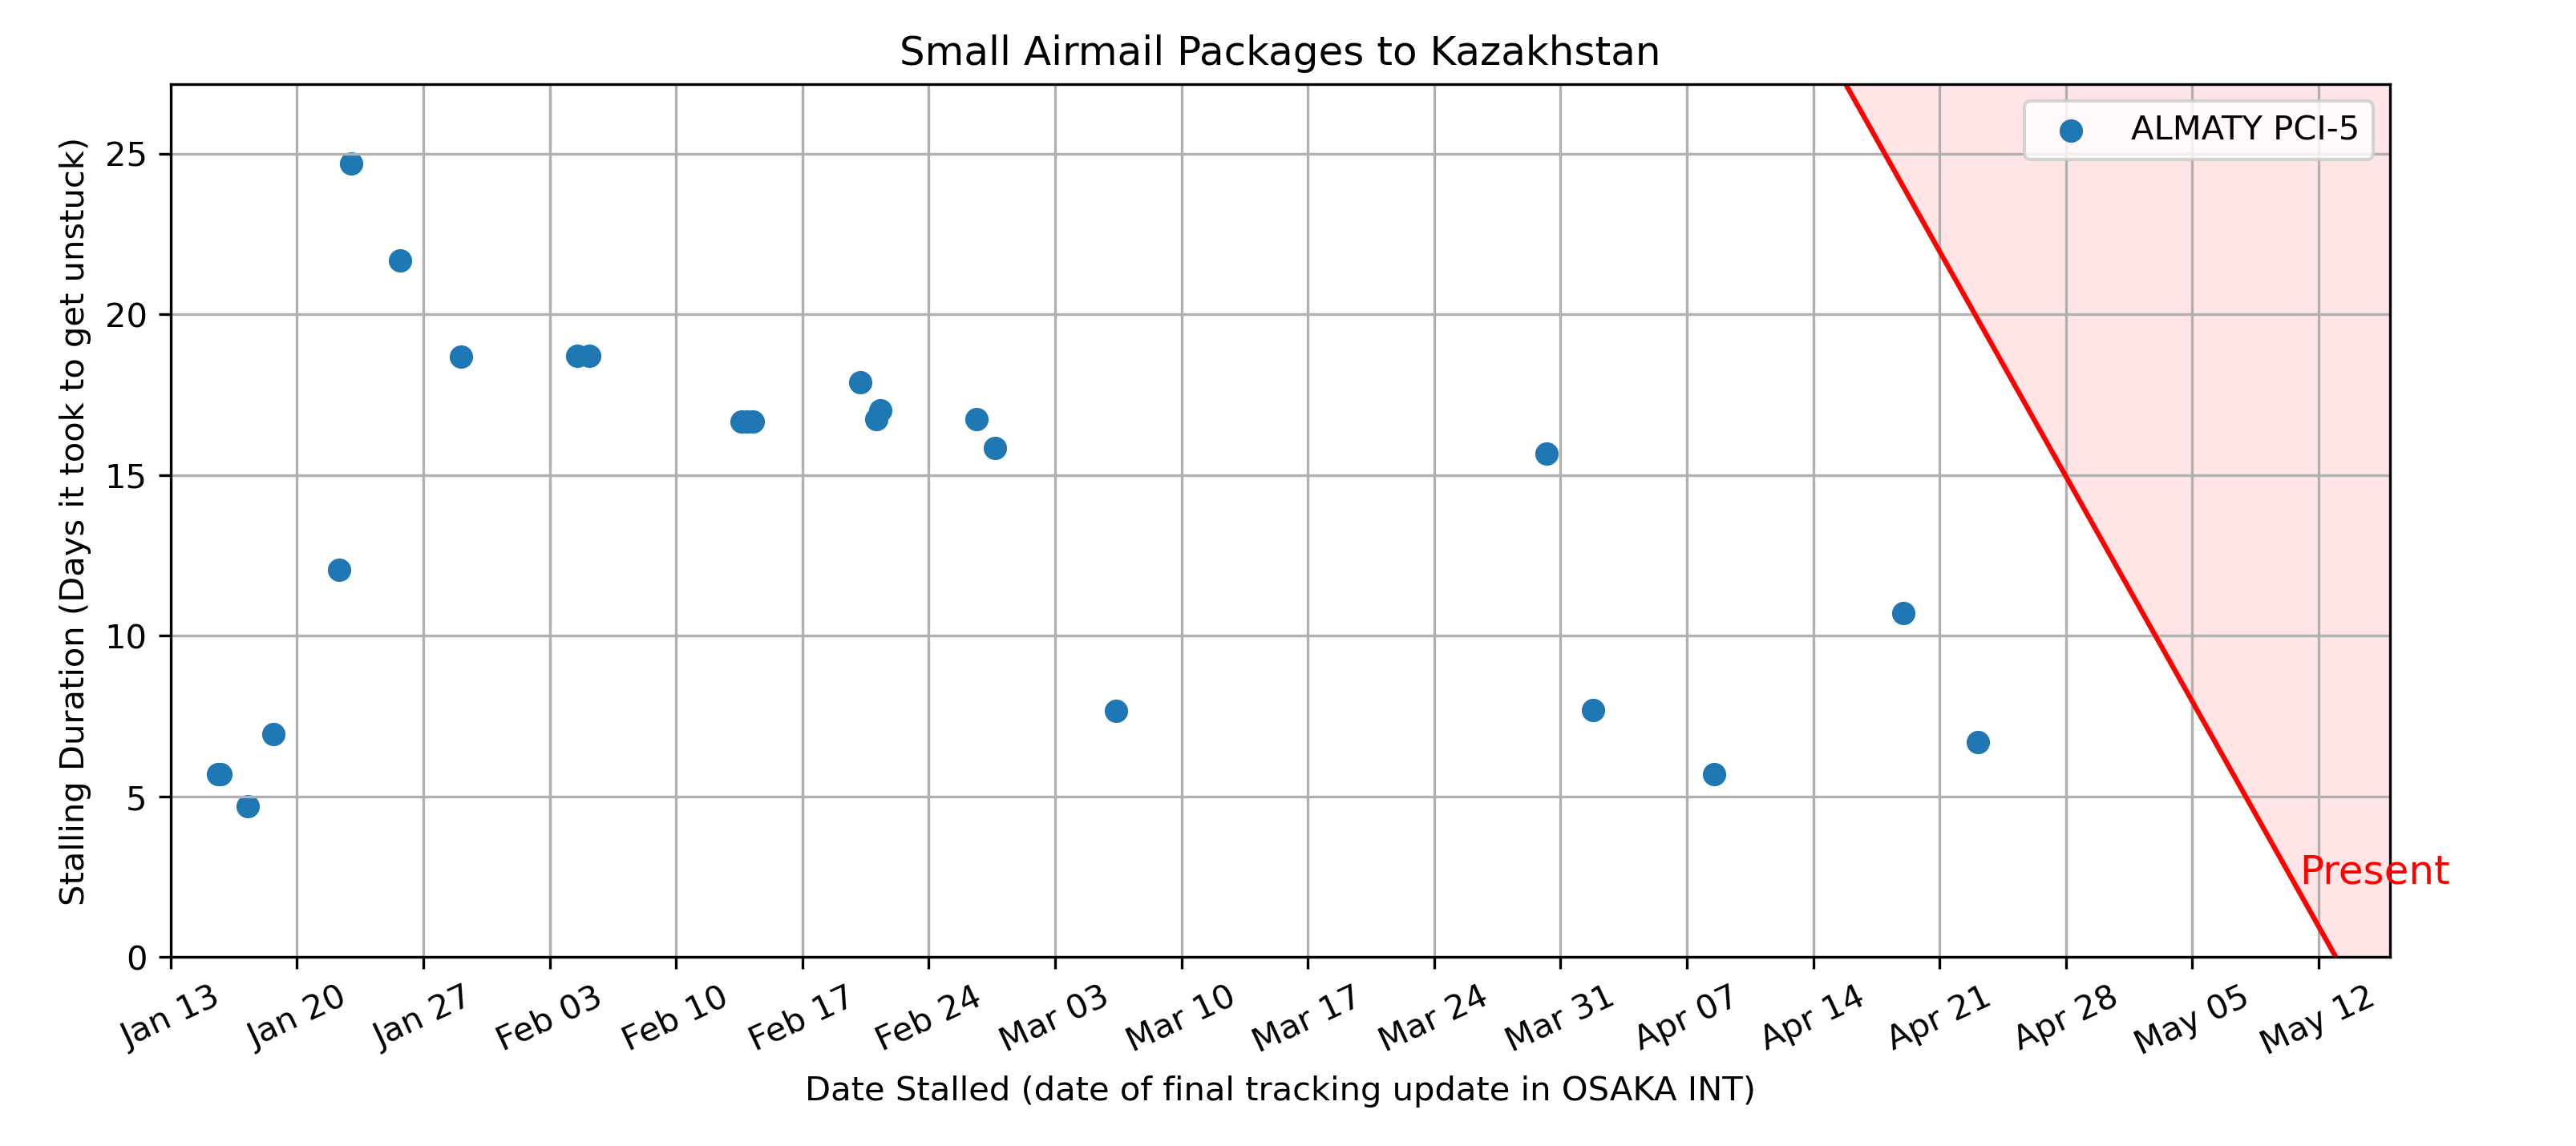 Small Airmail Packages to Kazakhstan
ALMATY PCI-5
Stalling Duration (Days it took to get unstuck)
25
20
15
10
5
0
Present
Jan 13
Jan 20
Jan 27
Feb 03
Feb 10
Feb 17
Feb 24
Mar 03
Mar 10
Mar 17
Mar 24
Mar 31
Apr 07
Apr 14
Apr 21
Apr 28
May 05
May 12
Date Stalled (date of final tracking update in OSAKA INT)